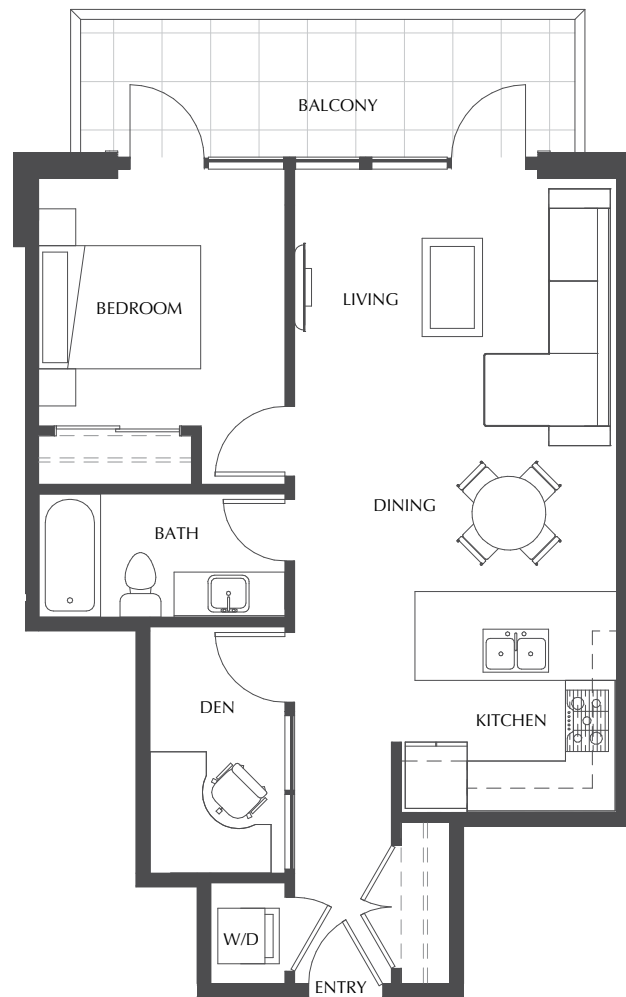 BALCONY
LIVING
BEDROOM
DINING
BATH
DEN
KITCHEN
W/D
ENTRY